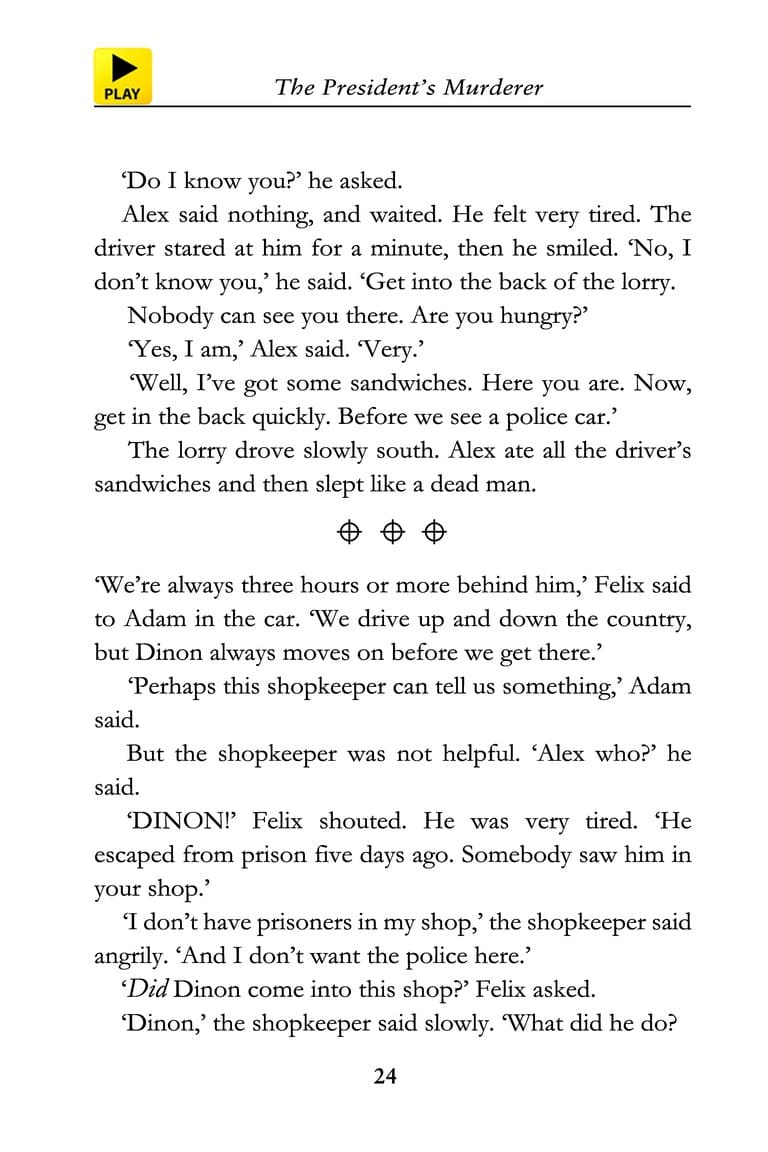 PLAY
The President’s Murderer
‘Do I know you?’ he asked.
Alex said nothing, and waited. He felt very tired. The
driver stared at him for a minute, then he smiled. ‘No, I
don’t know you,’ he said. ‘Get into the back of the lorry.
Nobody can see you there. Are you hungry?’
‘Yes, I am,’ Alex said. ‘Very.’
‘Well, I’ve got some sandwiches. Here you are. Now,
get in the back quickly. Before we see a police car.’
The lorry drove slowly south. Alex ate all the driver’s
sandwiches and then slept like a dead man.
‘We’re always three hours or more behind him,’ Felix said
to Adam in the car. ‘We drive up and down the country,
but Dinon always moves on before we get there.’
‘Perhaps this shopkeeper can tell us something,’ Adam
said.
But the shopkeeper was not helpful. ‘Alex who?’ he
said.
‘DINON!’ Felix shouted. He was very tired. ‘He
escaped from prison five days ago. Somebody saw him in
your shop.’
‘I don’t have prisoners in my shop,’ the shopkeeper said
angrily. ‘And I don’t want the police here.’
‘Did Dinon come into this shop?’ Felix asked.
‘Dinon,’ the shopkeeper said slowly. ‘What did he do?
24